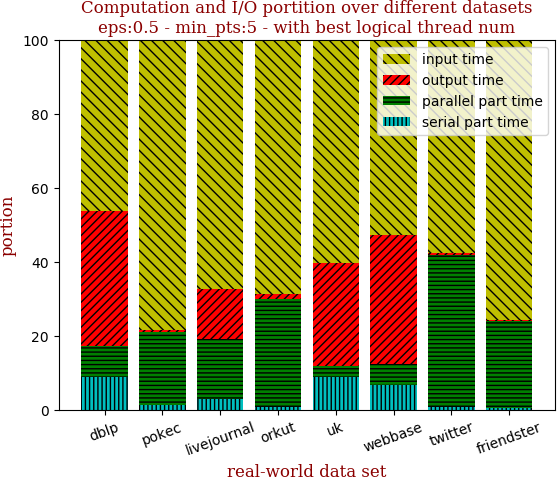 Computation and I/O portion over different datasets
eps:0.5 - min_pts:5 - with best logical thread num
input time
output time
parallel part time
serial part time
portion
100
80
60
40
20
0
dblp
pokec
livejournal
orkut
uk
webbase
twitter
friendster
real-world data set